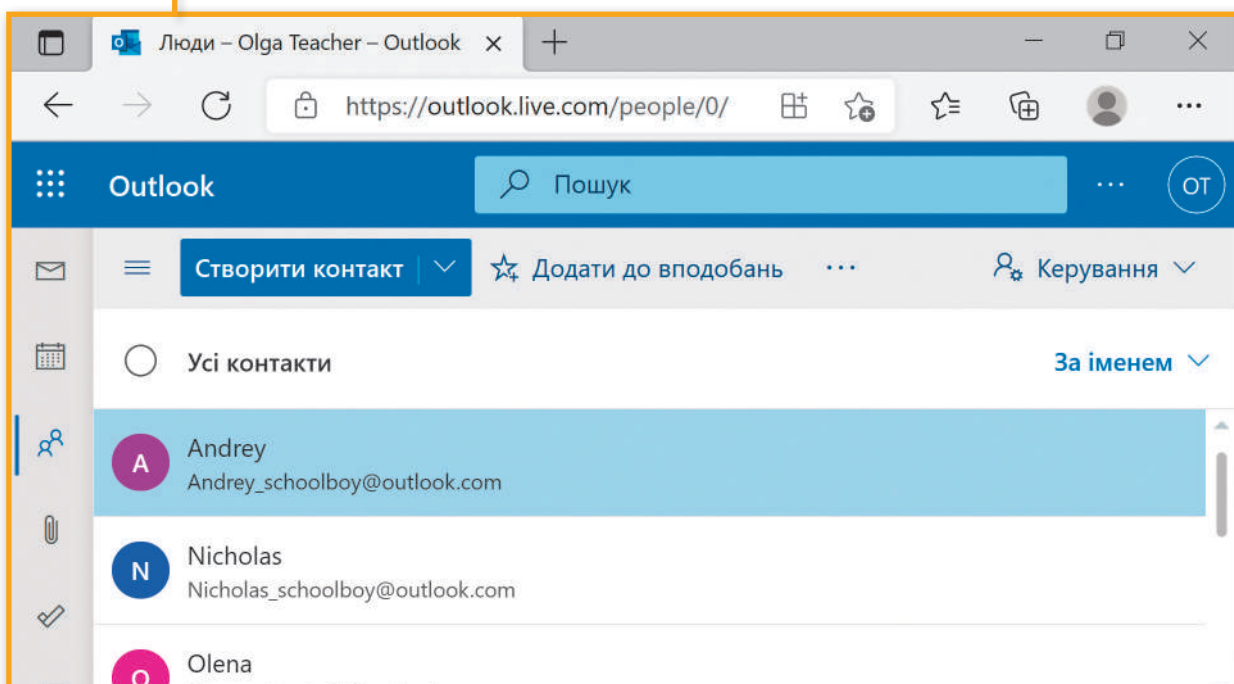 Люди – Olga Teacher – Outlook
https://outlook.live.com/people/0/
Outlook
Пошук
OT
Створити контакт
Додати до вподобань
Керування
Усі контакти
За іменем
A
Andrey
Andrey_schoolboy@outlook.com
N
Nicholas
Nicholas_schoolboy@outlook.com
O
Olena